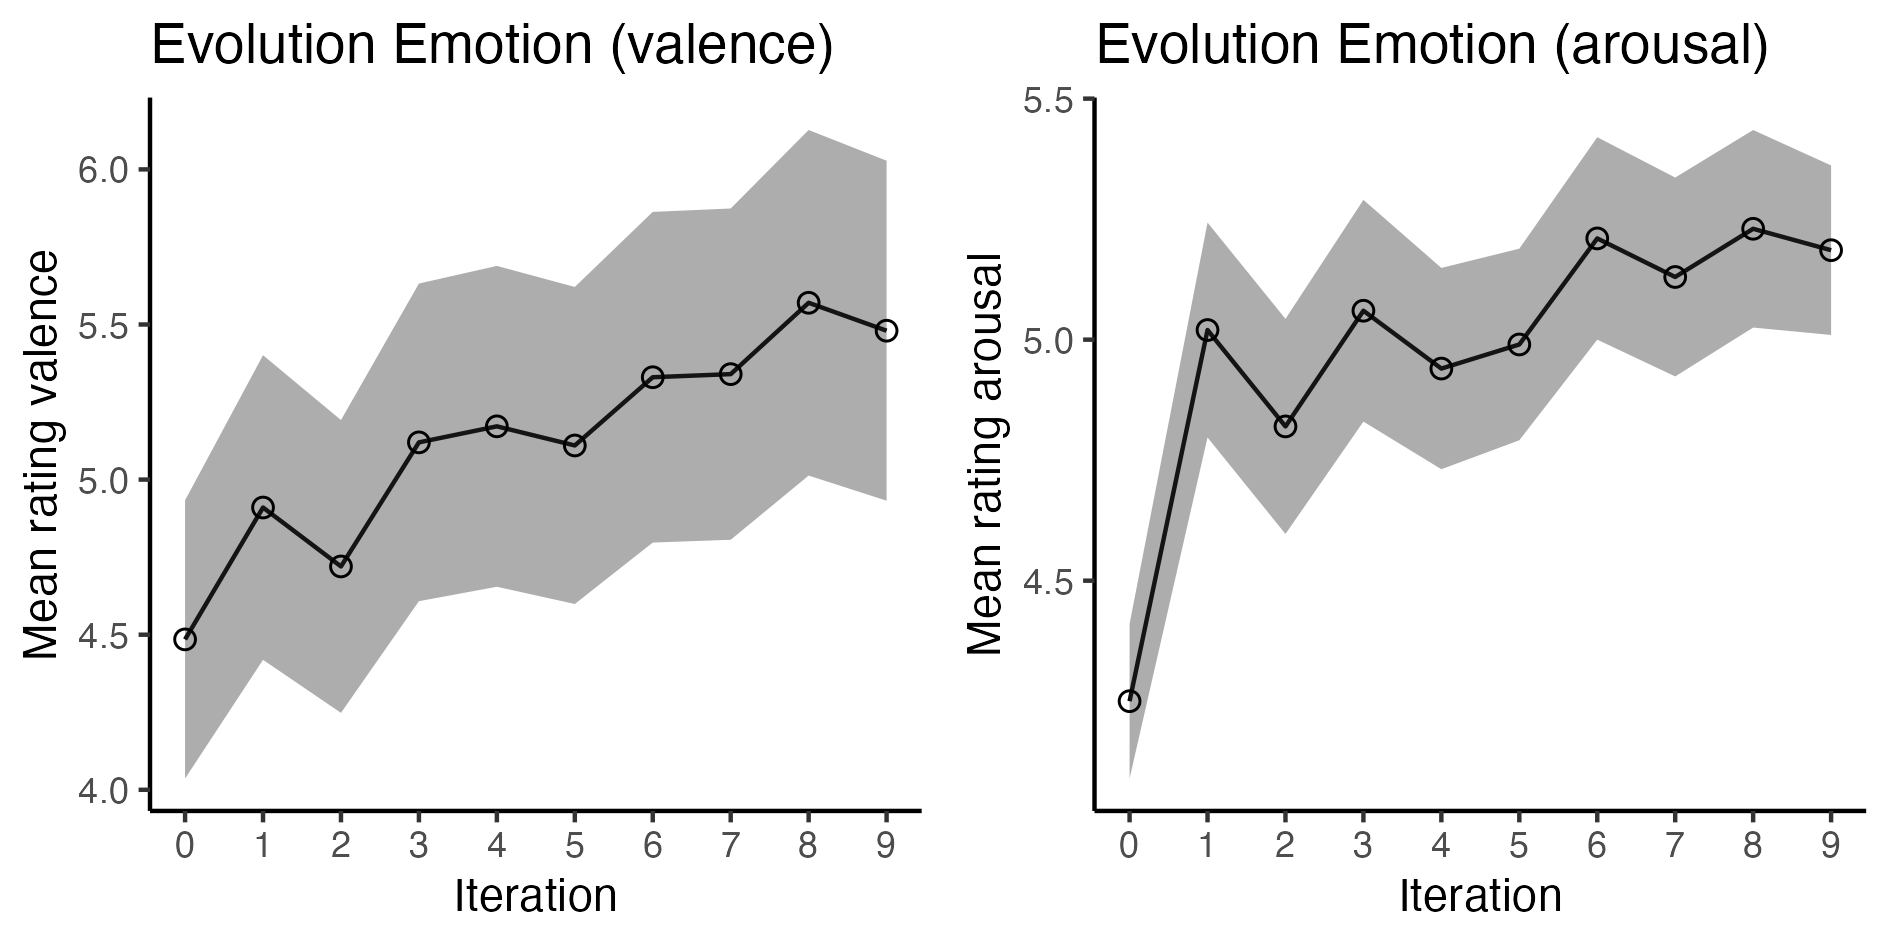 Evolution Emotion (valence)
Mean rating valence
6.0
5.5
5.0
4.5
4.0
0 1 2 3 4 5 6 7 8 9
Iteration
Evolution Emotion (arousal)
Mean rating arousal
5.5
5.0
4.5
0 1 2 3 4 5 6 7 8 9
Iteration